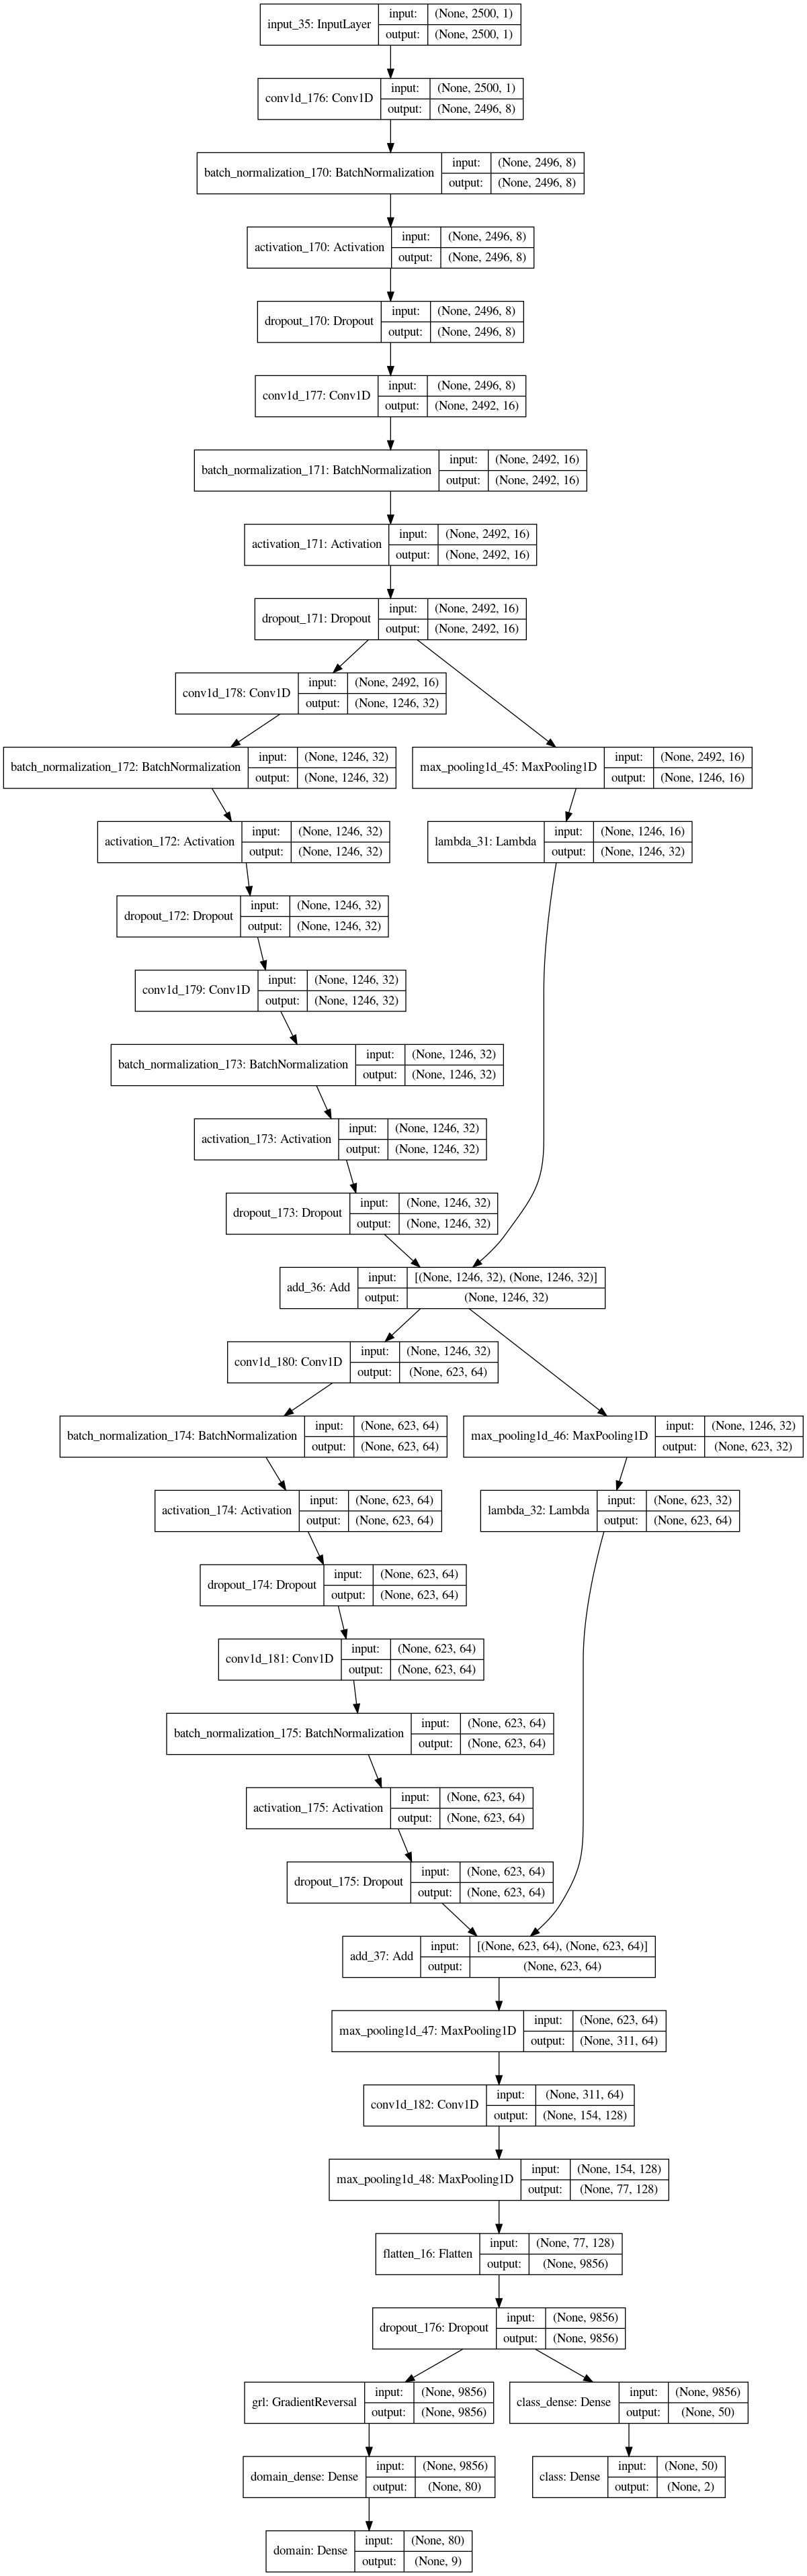 input_35: InputLayer
input: (None, 2500, 1)
output: (None, 2500, 1)
conv1d_176: Conv1D
input: (None, 2500, 1)
output: (None, 2496, 8)
batch_normalization_170: BatchNormalization
input: (None, 2496, 8)
output: (None, 2496, 8)
activation_170: Activation
input: (None, 2496, 8)
output: (None, 2496, 8)
dropout_170: Dropout
input: (None, 2496, 8)
output: (None, 2496, 8)
conv1d_177: Conv1D
input: (None, 2496, 8)
output: (None, 2492, 16)
batch_normalization_171: BatchNormalization
input: (None, 2492, 16)
output: (None, 2492, 16)
activation_171: Activation
input: (None, 2492, 16)
output: (None, 2492, 16)
dropout_171: Dropout
input: (None, 2492, 16)
output: (None, 2492, 16)
conv1d_178: Conv1D
input: (None, 2492, 16)
output: (None, 1246, 32)
batch_normalization_172: BatchNormalization
input: (None, 1246, 32)
output: (None, 1246, 32)
max_pooling1d_45: MaxPooling1D
input: (None, 2492, 16)
output: (None, 1246, 16)
activation_172: Activation
input: (None, 1246, 32)
output: (None, 1246, 32)
lambda_31: Lambda
input: (None, 1246, 16)
output: (None, 1246, 32)
dropout_172: Dropout
input: (None, 1246, 32)
output: (None, 1246, 32)
conv1d_179: Conv1D
input: (None, 1246, 32)
output: (None, 1246, 32)
batch_normalization_173: BatchNormalization
input: (None, 1246, 32)
output: (None, 1246, 32)
activation_173: Activation
input: (None, 1246, 32)
output: (None, 1246, 32)
dropout_173: Dropout
input: (None, 1246, 32)
output: (None, 1246, 32)
add_36: Add
input: [(None, 1246, 32), (None, 1246, 32)]
output: (None, 1246, 32)
conv1d_180: Conv1D
input: (None, 1246, 32)
output: (None, 623, 64)
batch_normalization_174: BatchNormalization
input: (None, 623, 64)
output: (None, 623, 64)
max_pooling1d_46: MaxPooling1D
input: (None, 1246, 32)
output: (None, 623, 32)
activation_174: Activation
input: (None, 623, 64)
output: (None, 623, 64)
lambda_32: Lambda
input: (None, 623, 32)
output: (None, 623, 64)
dropout_174: Dropout
input: (None, 623, 64)
output: (None, 623, 64)
conv1d_181: Conv1D
input: (None, 623, 64)
output: (None, 623, 64)
batch_normalization_175: BatchNormalization
input: (None, 623, 64)
output: (None, 623, 64)
activation_175: Activation
input: (None, 623, 64)
output: (None, 623, 64)
dropout_175: Dropout
input: (None, 623, 64)
output: (None, 623, 64)
add_37: Add
input: [(None, 623, 64), (None, 623, 64)]
output: (None, 623, 64)
max_pooling1d_47: MaxPooling1D
input: (None, 623, 64)
output: (None, 311, 64)
conv1d_182: Conv1D
input: (None, 311, 64)
output: (None, 154, 128)
max_pooling1d_48: MaxPooling1D
input: (None, 154, 128)
output: (None, 77, 128)
flatten_16: Flatten
input: (None, 77, 128)
output: (None, 9856)
dropout_176: Dropout
input: (None, 9856)
output: (None, 9856)
grl: GradientReversal
input: (None, 9856)
output: (None, 9856)
class_dense: Dense
input: (None, 9856)
output: (None, 50)
domain_dense: Dense
input: (None, 9856)
output: (None, 80)
class: Dense
input: (None, 50)
output: (None, 2)
domain: Dense
input: (None, 80)
output: (None, 9)